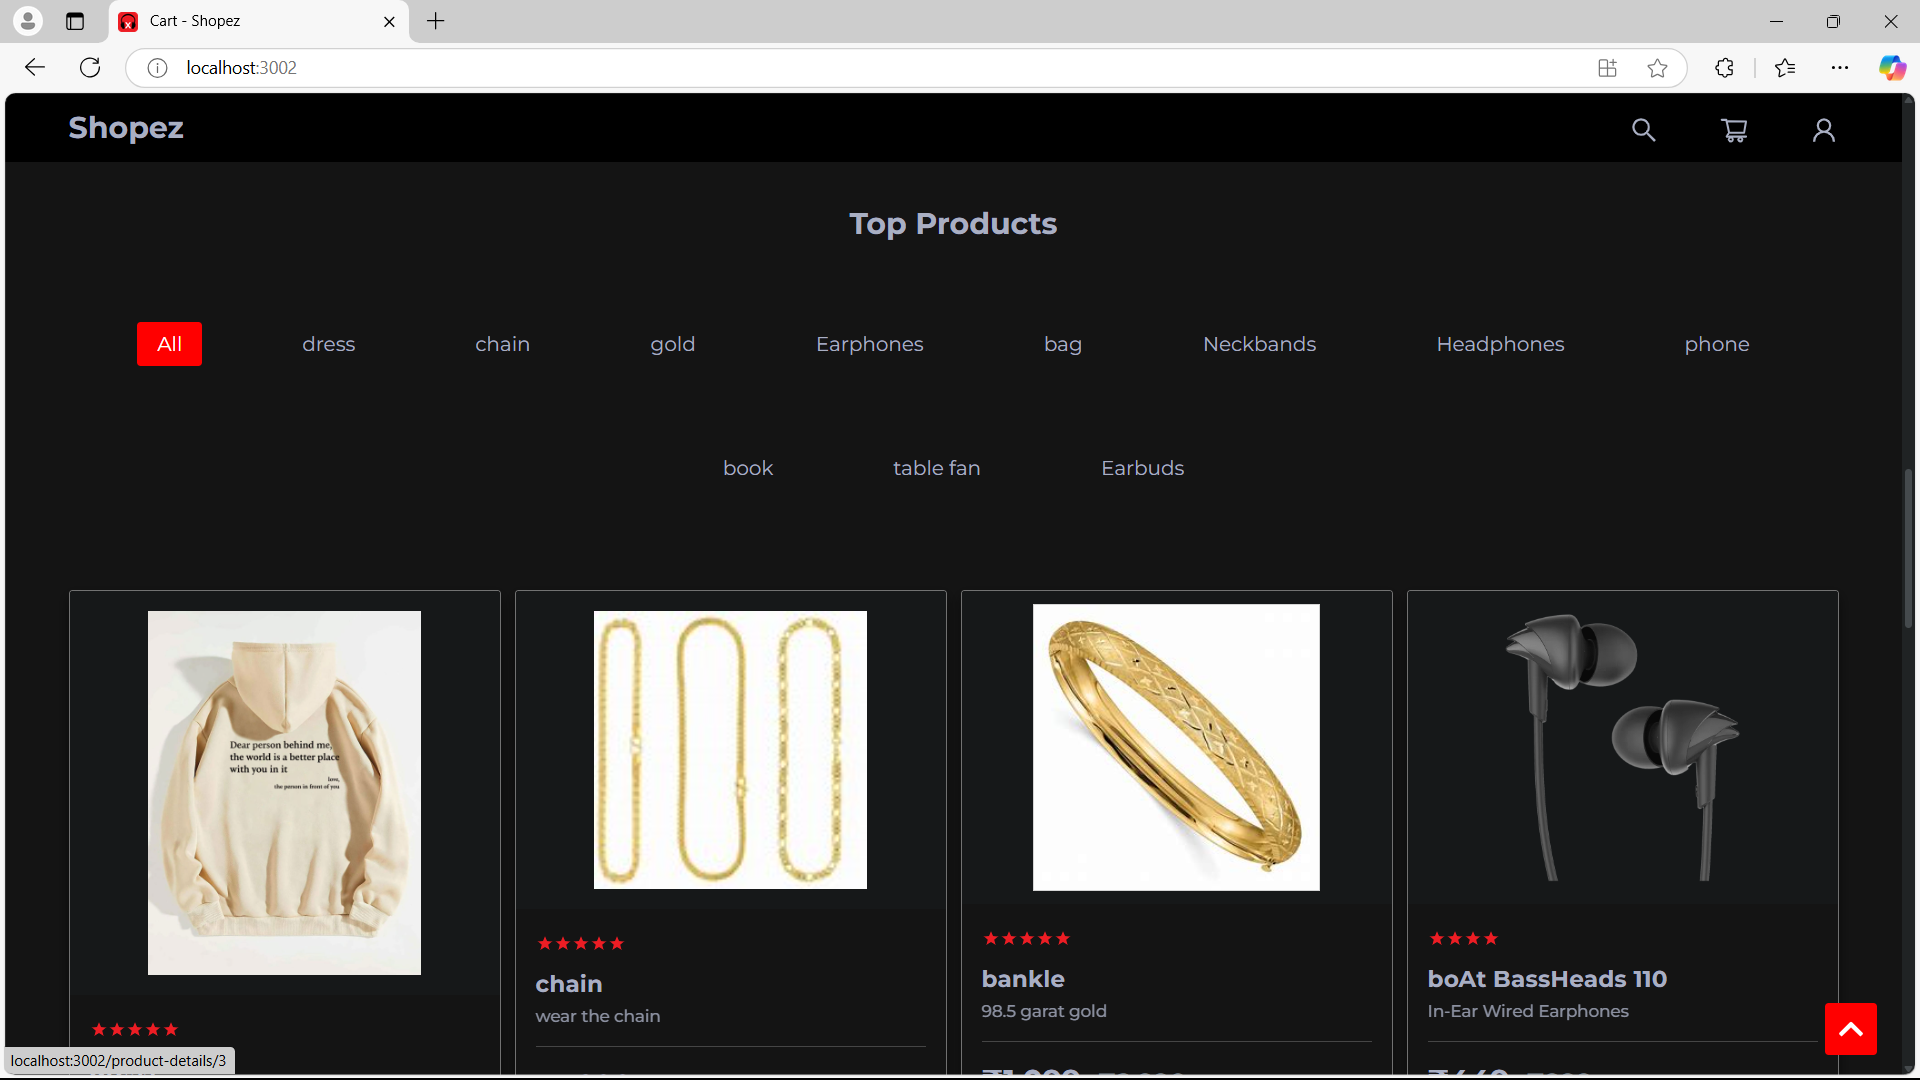 Cart - Shopez
localhost:3002
Shopez
Top Products
All dress chain gold Earphones bag Neckbands Headphones phone
book table fan Earbuds
Dear person behind me,
the world is a better place
with you in it
love,
the person in front of you
chain
wear the chain
bankle
98.5 garat gold
boAt BassHeads 110
In-Ear Wired Earphones
localhost:3002/product-details/3